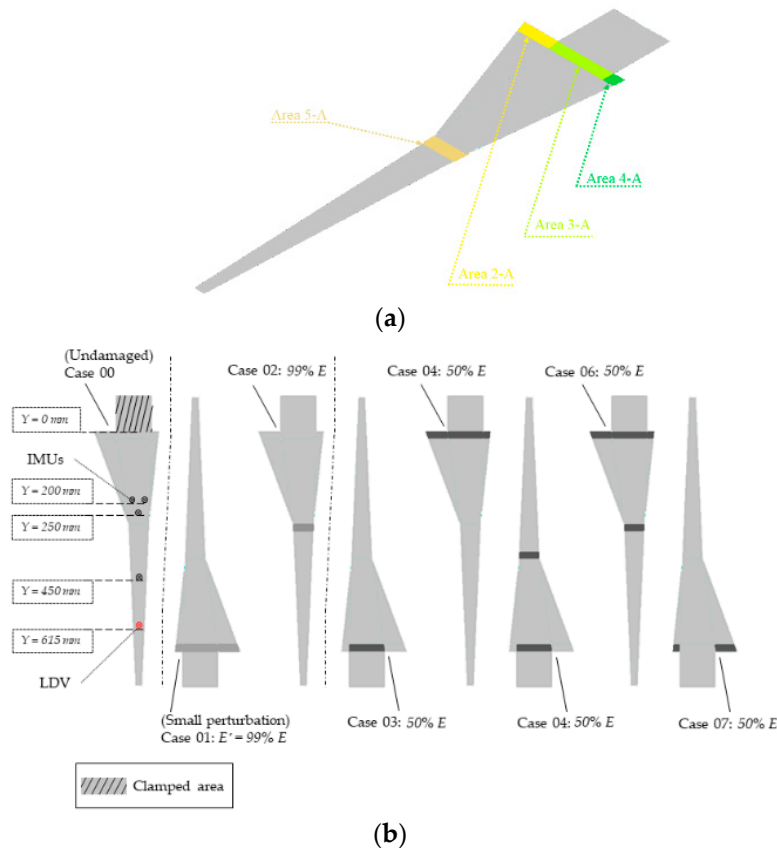 Area 5-A
Area 4-A
Area 3-A
Area 2-A
(a)
(Undamaged)
Case 00
Case 02: 99% E
Case 04: 50% E
Case 06: 50% E
Y = 0 mm
IMUs
Y = 200 mm
Y = 250 mm
Y = 450 mm
Y = 615 mm
LDV
(Small perturbation)
Case 01: E' = 99% E
Case 03: 50% E
Case 04: 50% E
Case 07: 50% E
Clamped area
(b)